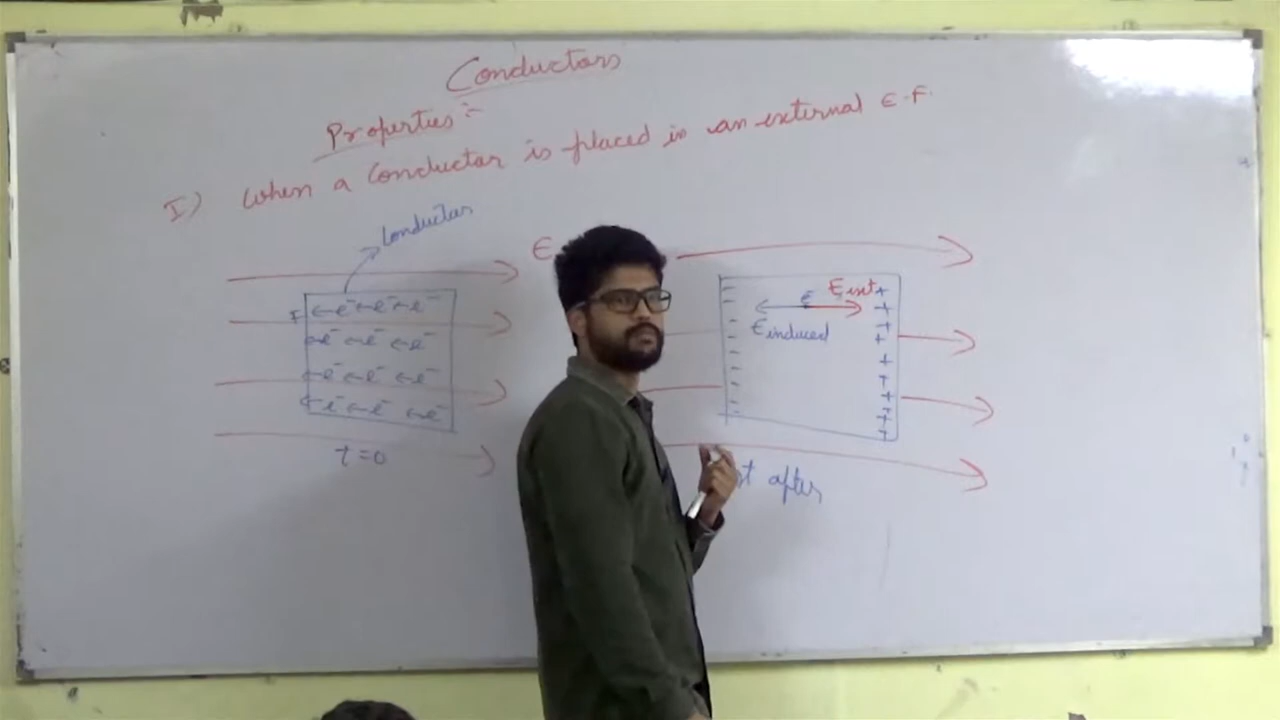 Conductors
Properties :-
I) When a Conductor is placed in an external E.F.
Conductor
E
F ←e⁻ ←e⁻ ←e⁻
←e⁻ ←e⁻ ←e⁻
←e⁻ ←e⁻ ←e⁻
←e⁻ ←e⁻ ←e⁻
t=0
e⁻ Eext
Einduced
- - - - - - - - - -
+ + + + + + + + +
after